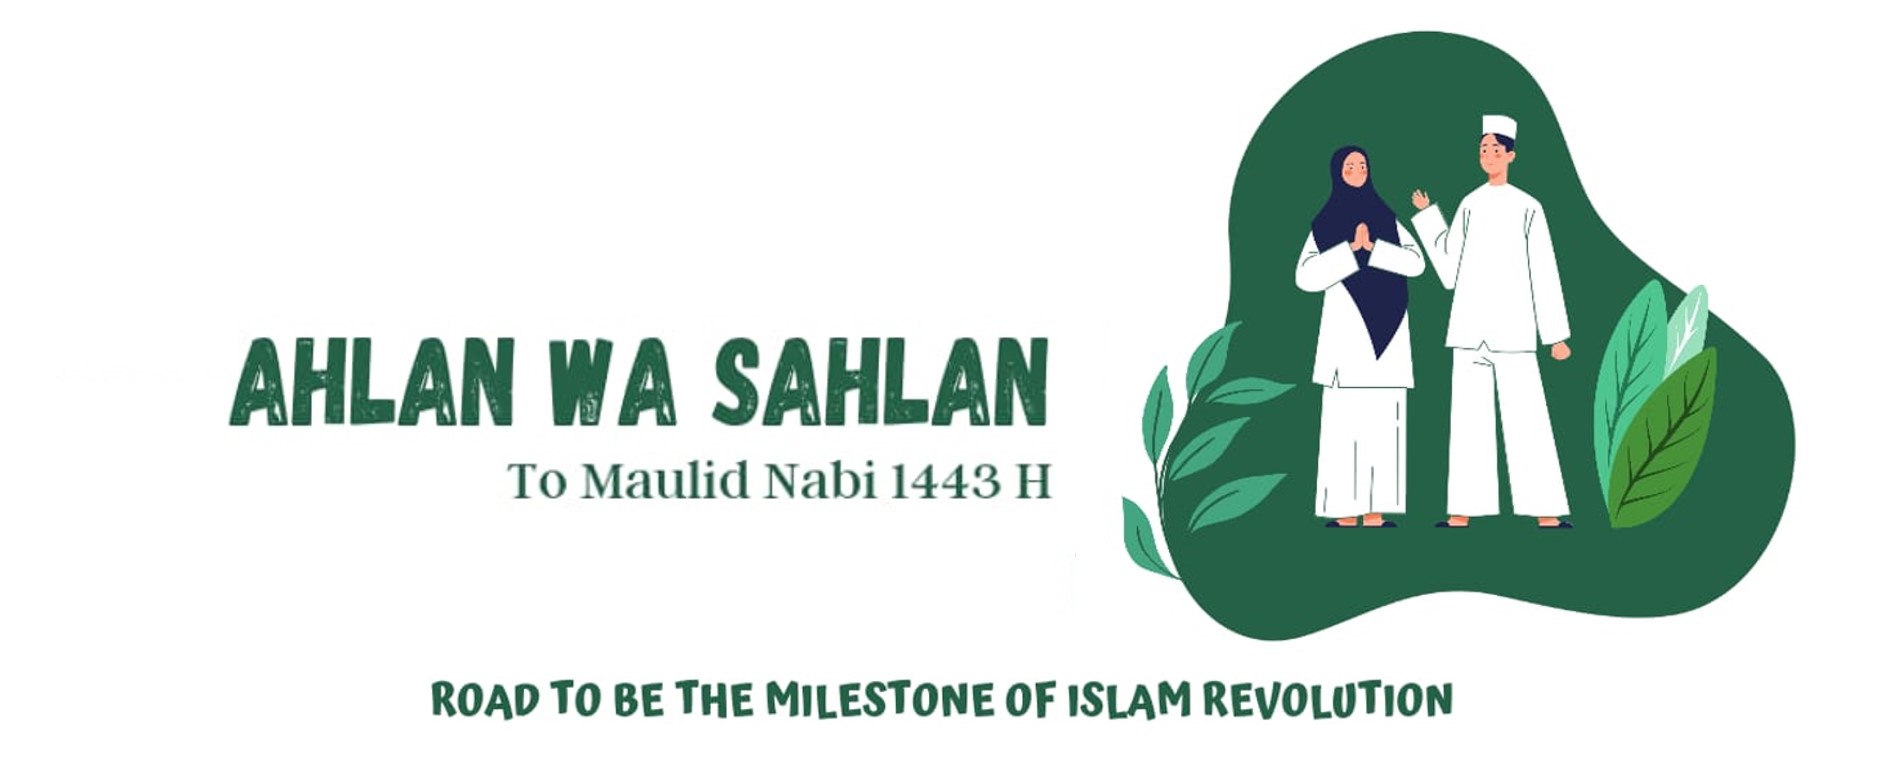 AHLAN WA SAHLAN
To Maulid Nabi 1443 H
ROAD TO BE THE MILESTONE OF ISLAM REVOLUTION